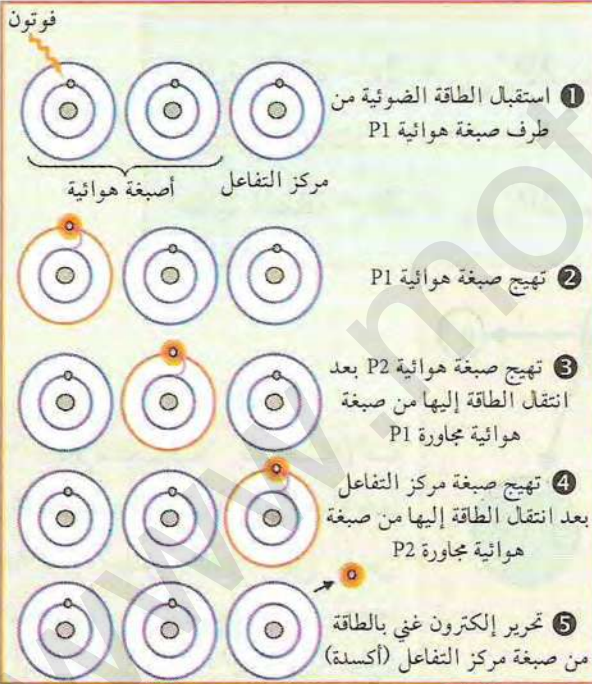 فوتون
❶ استقبال الطاقة الضوئية من
طرف صبغة هوائية P1
مركز التفاعل
أصبغة هوائية
❷ تهيج صبغة هوائية P1
❸ تهيج صبغة هوائية P2 بعد
انتقال الطاقة إليها من صبغة
هوائية مجاورة P1
❹ تهيج صبغة مركز التفاعل
بعد انتقال الطاقة إليها من صبغة
هوائية مجاورة P2
❺ تحرير إلكترون غني بالطاقة
من صبغة مركز التفاعل (أكسدة)
www.mot